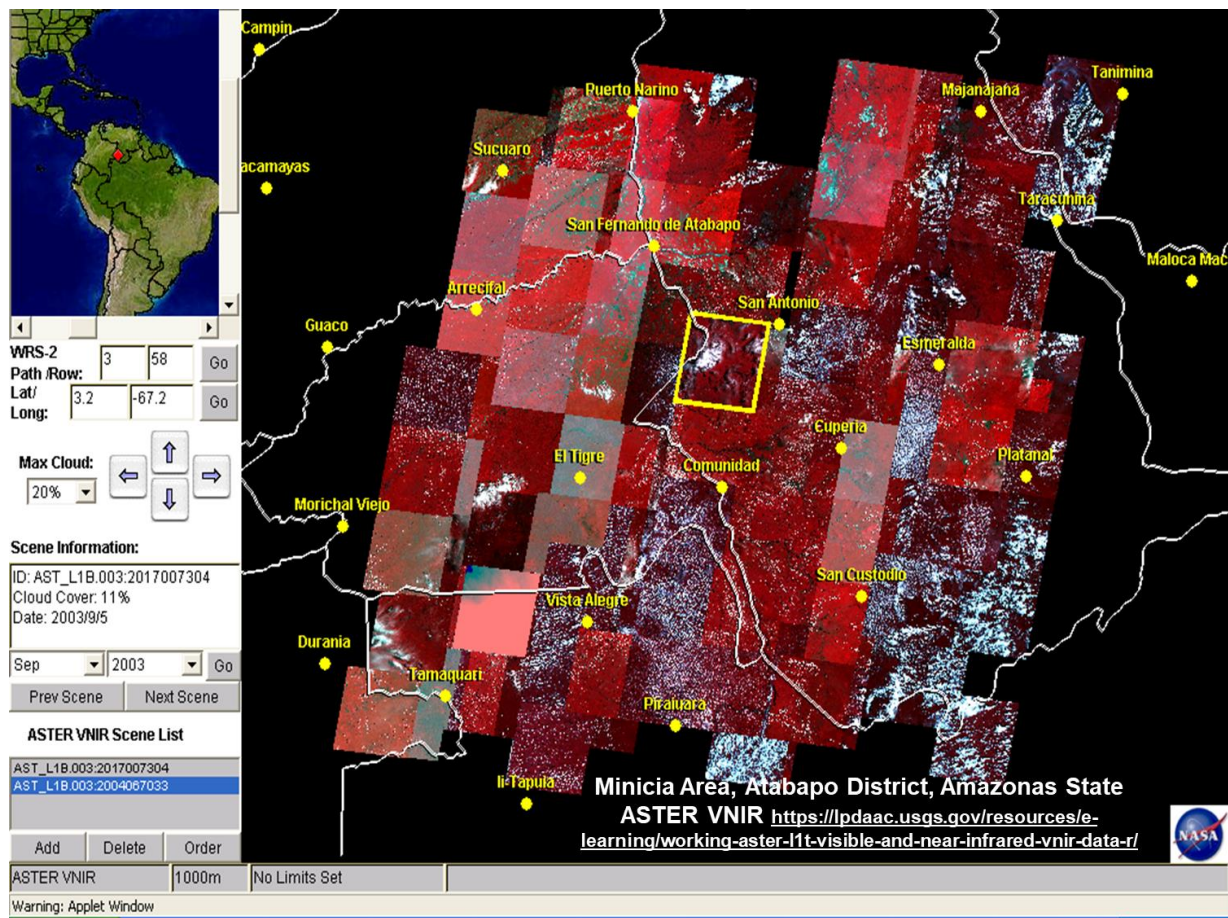 Campin
Tanimina
Puerto Narino
Majanajana
Sucuaro
acamayas
Taracunina
San Fernando de Atabapo
Maloca Mac
Arrecifal
San Antonio
Guaco
Esmeralda
WRS-2
Path /Row:
3
58
Go
Lat/
Long:
3.2
-67.2
Go
Cuperia
El Tigre
Comunidad
Platanal
Max Cloud:
20%
Morichal Viejo
Scene Information:
ID: AST_L1B.003:2017007304
Cloud Cover: 11%
Date: 2003/9/5
San Custodio
Vista Alegre
Durania
Sep
2003
Go
Tamaquari
Prev Scene
Next Scene
Piraiuara
ASTER VNIR Scene List
AST_L1B.003:2017007304
AST_L1B.003:2004067033
Ii-Tapuia
Minicia Area, Atabapo District, Amazonas State
ASTER VNIR https://lpdaac.usgs.gov/resources/e-
learning/working-aster-l1t-visible-and-near-infrared-vnir-data-r/
NASA
Add
Delete
Order
ASTER VNIR
1000m
No Limits Set
Warning: Applet Window